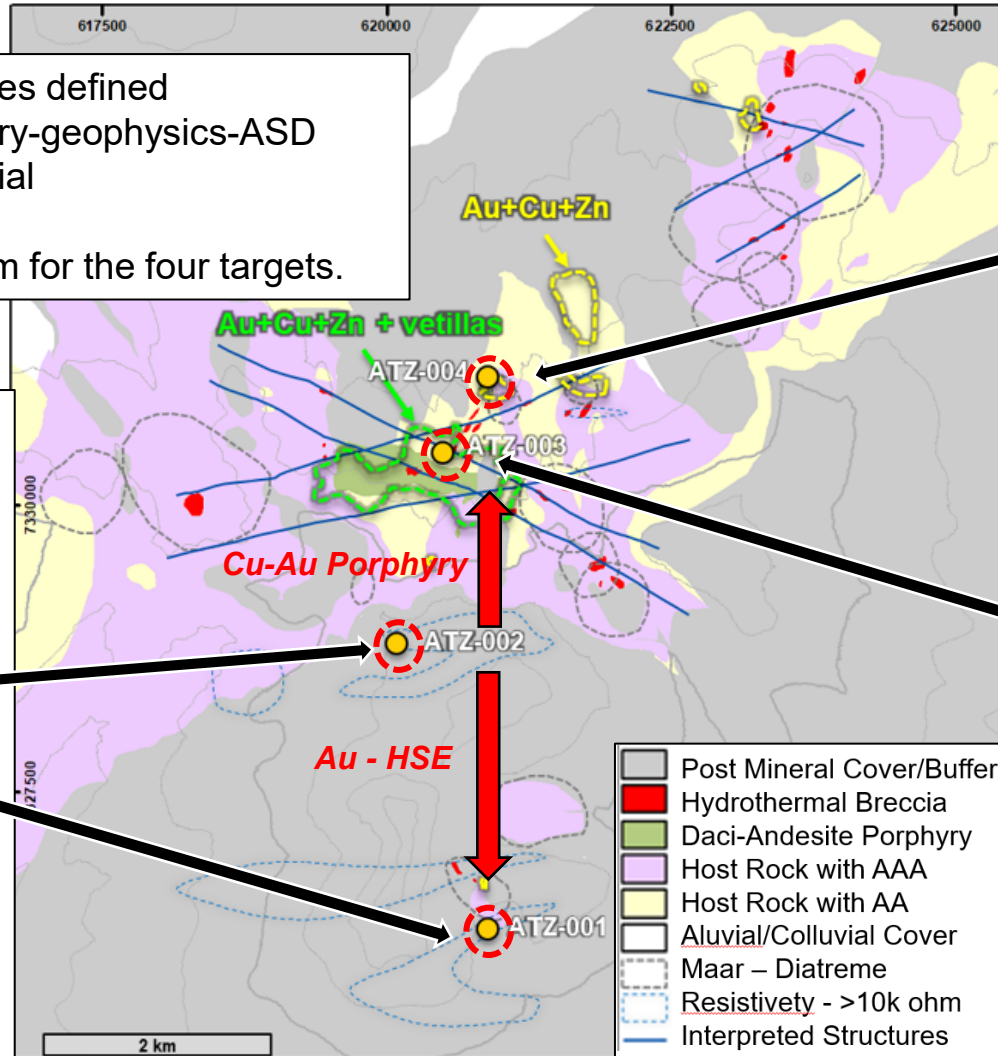 617500
620000
622500
625000
es defined
ry-geophysics-ASD
ial
m for the four targets.
Au+Cu+Zn
Au+Cu+Zn + vetillas
ATZ-004
ATZ-003
7330000
Cu-Au Porphyry
ATZ-002
Au - HSE
27500
ATZ-001
Post Mineral Cover/Buffer
Hydrothermal Breccia
Daci-Andesite Porphyry
Host Rock with AAA
Host Rock with AA
Aluvial/Colluvial Cover
Maar – Diatreme
Resistivety - >10k ohm
Interpreted Structures
2 km